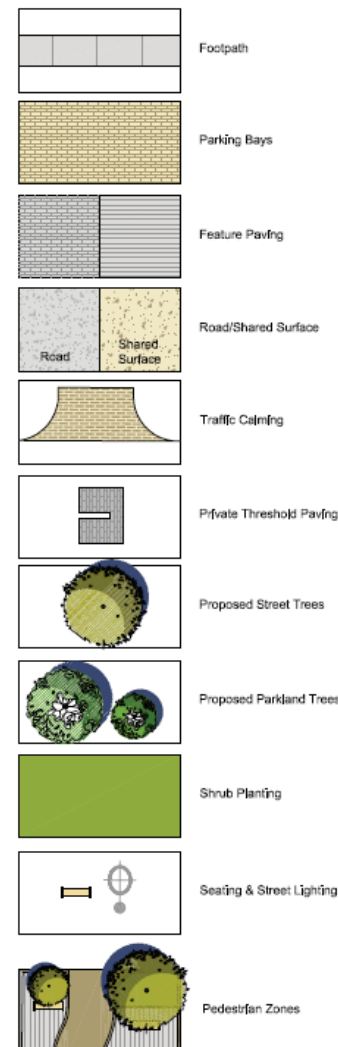 Footpath
Parking Bays
Feature Paving
Road
Shared
Surface
Road/Shared Surface
Traffic Calming
Private Threshold Paving
Proposed Street Trees
Proposed Parkland Trees
Shrub Planting
Seating & Street Lighting
Pedestrian Zones